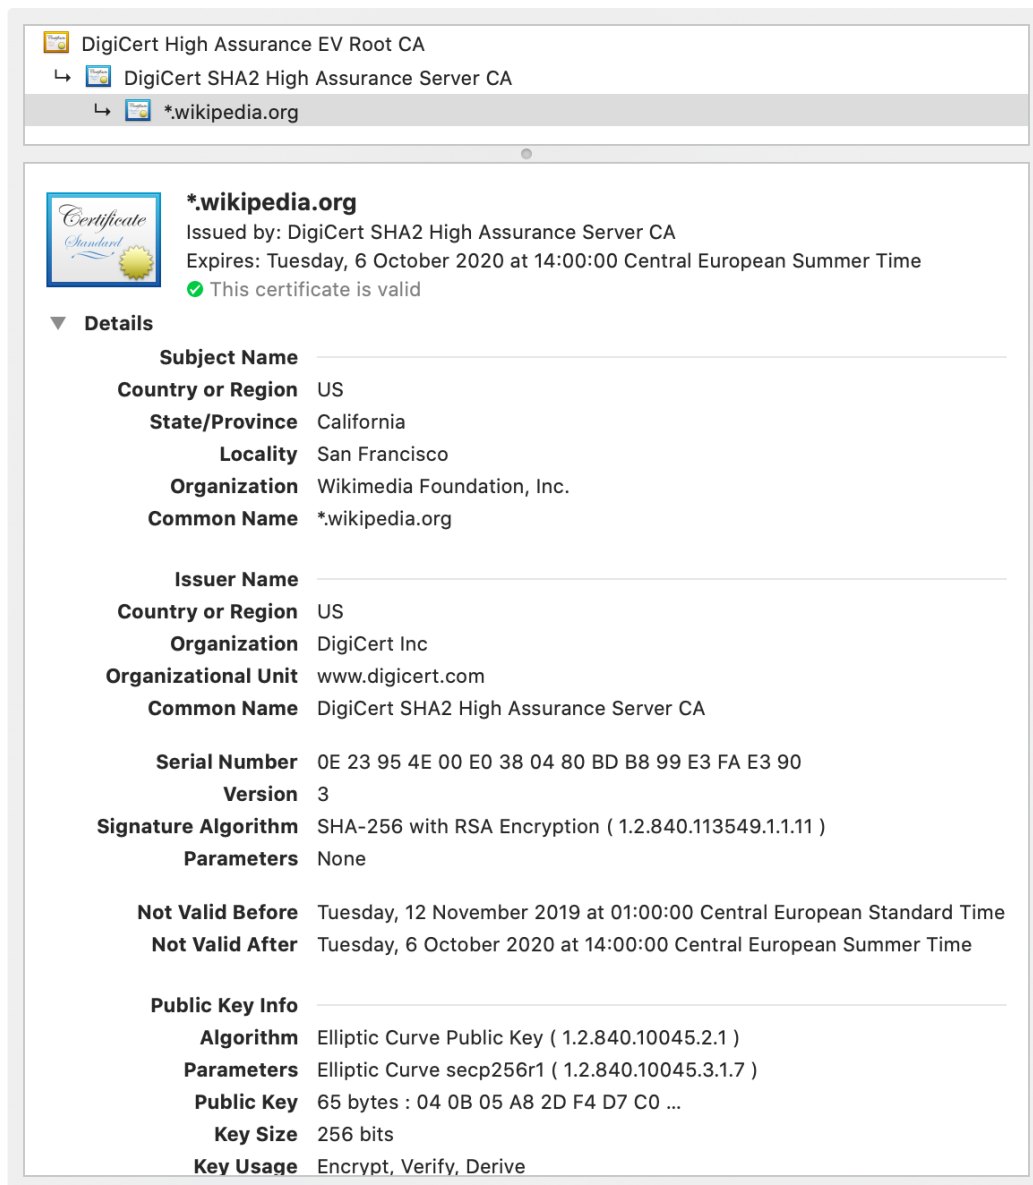 DigiCert High Assurance EV Root CA
↳ DigiCert SHA2 High Assurance Server CA
↳ *.wikipedia.org
Certificate
Standard
*.wikipedia.org
Issued by: DigiCert SHA2 High Assurance Server CA
Expires: Tuesday, 6 October 2020 at 14:00:00 Central European Summer Time
This certificate is valid
Details
Subject Name
Country or Region US
State/Province California
Locality San Francisco
Organization Wikimedia Foundation, Inc.
Common Name *.wikipedia.org
Issuer Name
Country or Region US
Organization DigiCert Inc
Organizational Unit www.digicert.com
Common Name DigiCert SHA2 High Assurance Server CA
Serial Number 0E 23 95 4E 00 E0 38 04 80 BD B8 99 E3 FA E3 90
Version 3
Signature Algorithm SHA-256 with RSA Encryption ( 1.2.840.113549.1.1.11 )
Parameters None
Not Valid Before Tuesday, 12 November 2019 at 01:00:00 Central European Standard Time
Not Valid After Tuesday, 6 October 2020 at 14:00:00 Central European Summer Time
Public Key Info
Algorithm Elliptic Curve Public Key ( 1.2.840.10045.2.1 )
Parameters Elliptic Curve secp256r1 ( 1.2.840.10045.3.1.7 )
Public Key 65 bytes : 04 0B 05 A8 2D F4 D7 C0 ...
Key Size 256 bits
Key Usage Encrypt, Verify, Derive